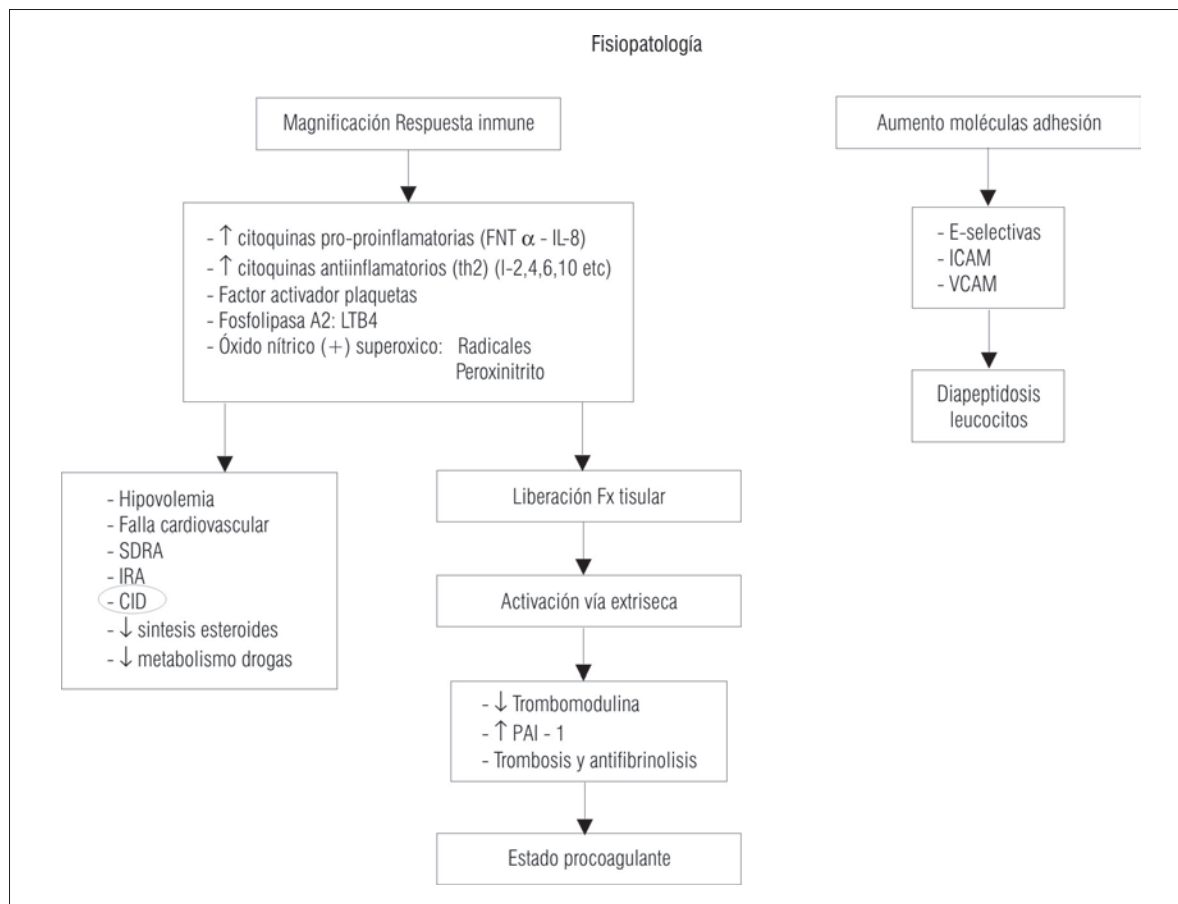 Fisiopatología
Magnificación Respuesta inmune
- ↑ citoquinas pro-proinflamatorias (FNT α - IL-8)
- ↑ citoquinas antiinflamatorios (th2) (I-2,4,6,10 etc)
- Factor activador plaquetas
- Fosfolipasa A2: LTB4
- Óxido nítrico (+) superoxico: Radicales
Peroxinitrito
- Hipovolemia
- Falla cardiovascular
- SDRA
- IRA
- CID
- ↓ sintesis esteroides
- ↓ metabolismo drogas
Liberación Fx tisular
Activación vía extriseca
- ↓ Trombomodulina
- ↑ PAI - 1
- Trombosis y antifibrinolisis
Estado procoagulante
Aumento moléculas adhesión
- E-selectivas
- ICAM
- VCAM
Diapeptidosis
leucocitos